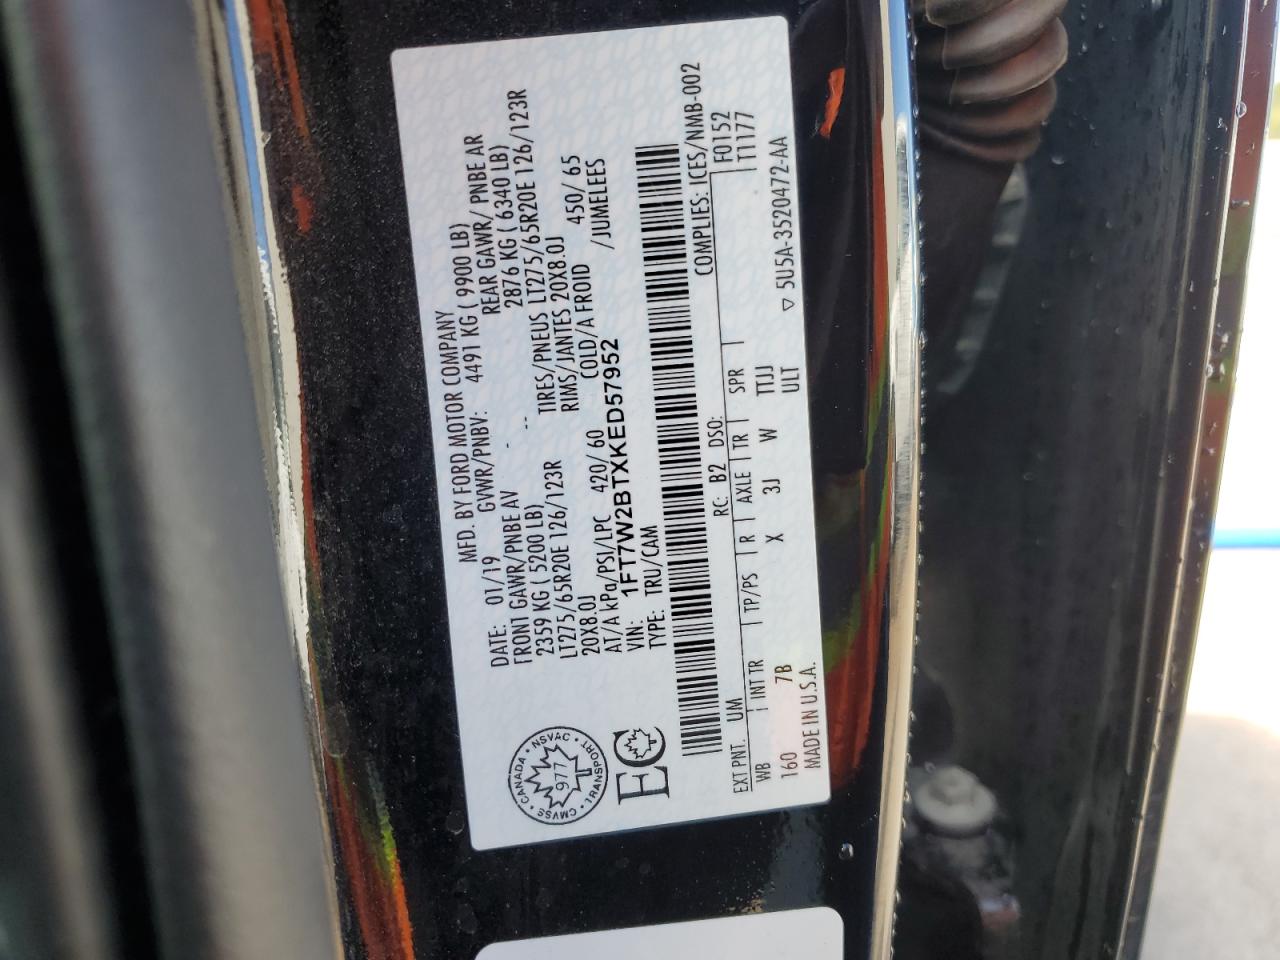 MFD. BY FORD MOTOR COMPANY
DATE: 01/19 GVWR/PNBV: 4491 KG ( 9900 LB)
FRONT GAWR/PNBE AV REAR GAWR/ PNBE AR
2359 KG ( 5200 LB) - 2876 KG ( 6340 LB)
LT275/65R20E 126/123R -- TIRES/PNEUS LT275/65R20E 126/123R
20X8.0J RIMS/JANTES 20X8.0J
AT/A kPa/PSI/LPC 420/ 60 COLD/A FROID 450/ 65
VIN: 1FT7W2BTXKED57952 /JUMELEES
TYPE: TRU/CAM
COMPLIES: ICES/NMB-002
CANADA • NSVAC • TRANSPORT • CMVSS •
977
EC
RC: B2 DSO: F0152
EXT PNT. UM TT1177
WB INT TR TP/PS R AXLE TR SPR
160 7B X 3J W TTJJ
MADE IN U.S.A. ULT
▽ 5U5A-3520472-AA